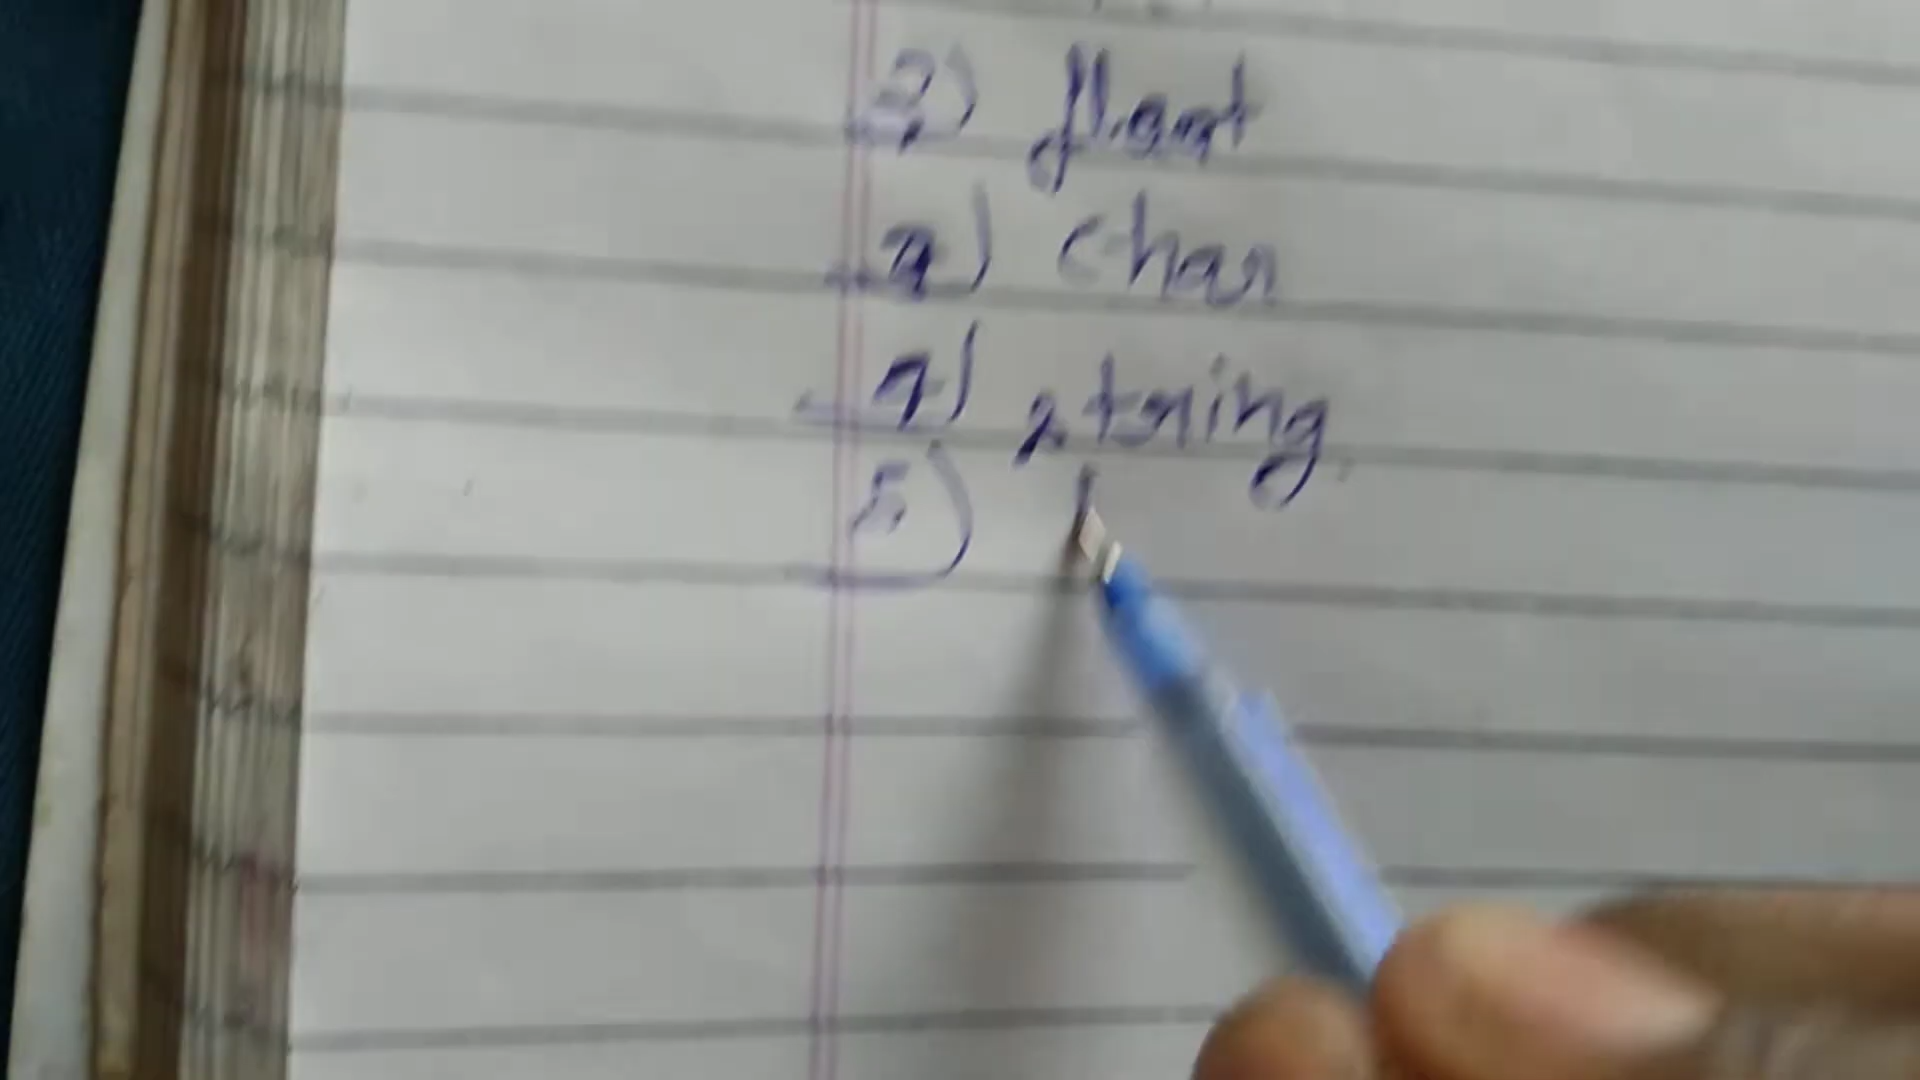 2) float
3) char
4) string
5)